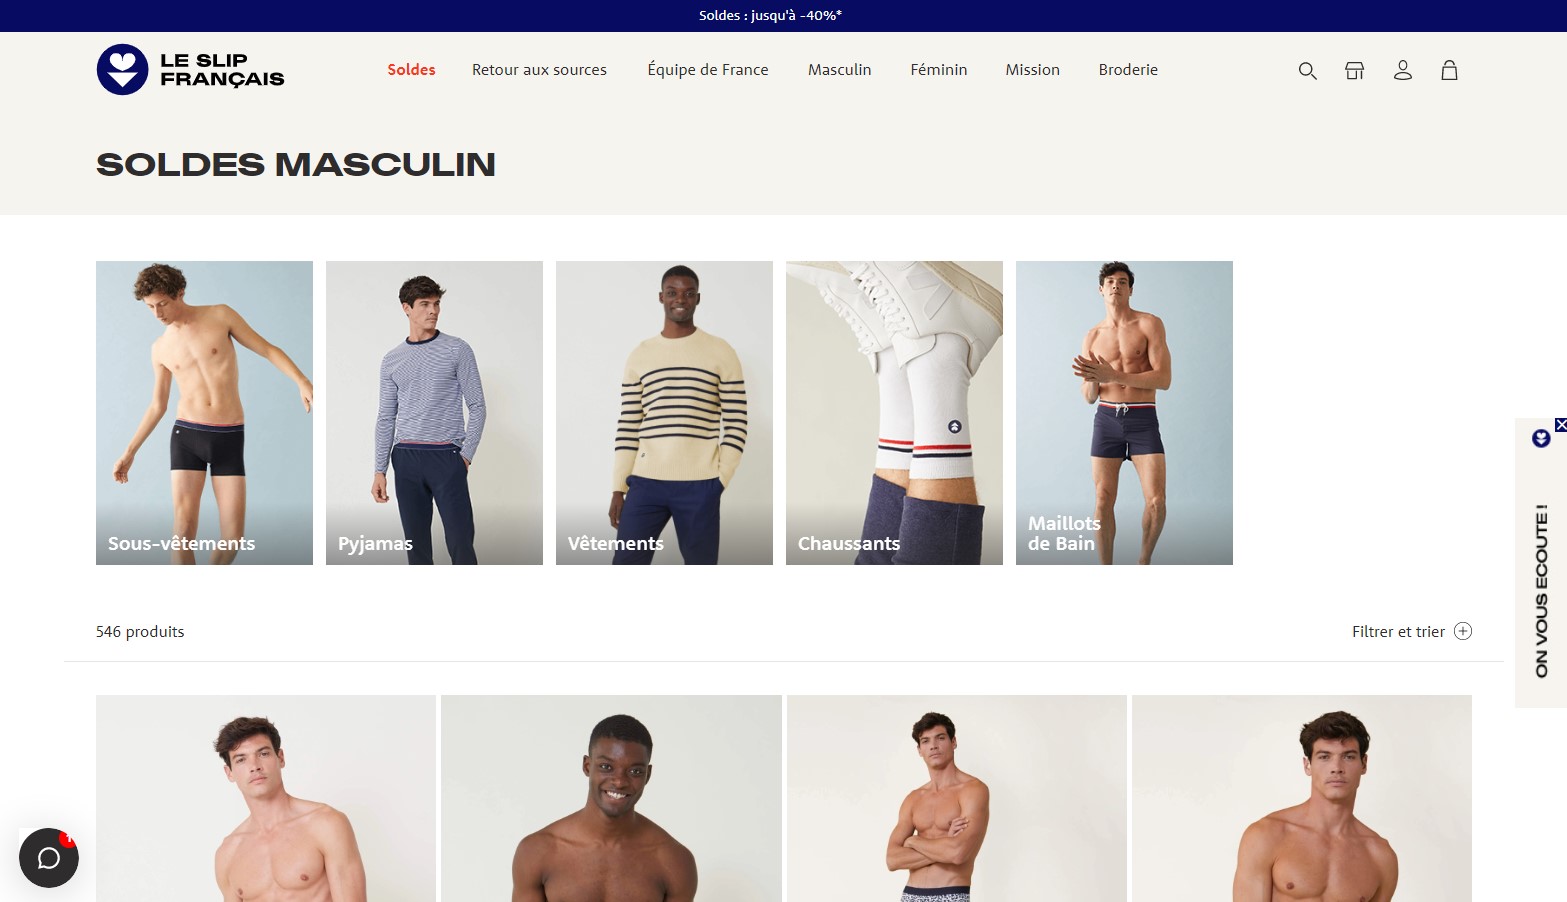 Soldes : jusqu'à -40%*
LE SLIP
FRANÇAIS
Soldes
Retour aux sources
Équipe de France
Masculin
Féminin
Mission
Broderie
SOLDES MASCULIN
Sous-vêtements
Pyjamas
Vêtements
Chaussants
Maillots
de Bain
546 produits
Filtrer et trier
ON VOUS ECOUTE !
1